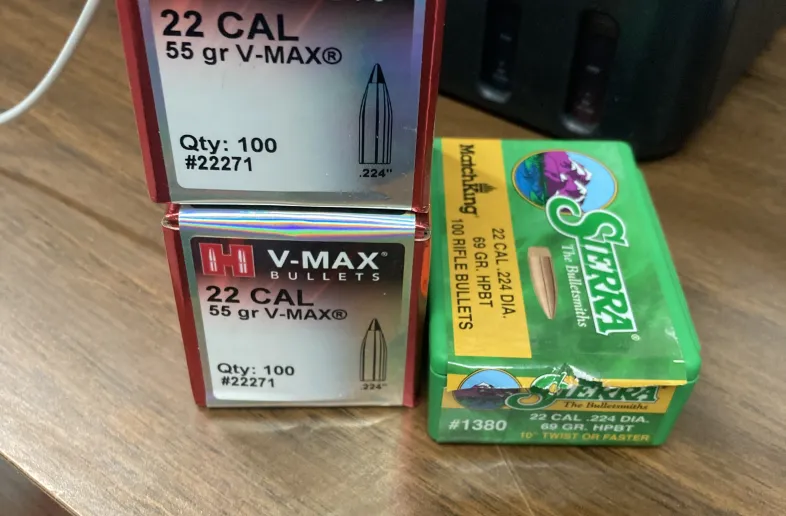 22 CAL
55 gr V-MAX®
Qty: 100
#22271
.224"
H V-MAX®
BULLETS
22 CAL
55 gr V-MAX®
Qty: 100
#22271
.224"
MatchKing
22 CAL .224 DIA.
69 GR. HPBT
100 RIFLE BULLETS
SIERRA®
The Bulletsmiths
SIERRA
The Bulletsmiths
#1380
22 CAL .224 DIA.
69 GR. HPBT
10" TWIST OR FASTER